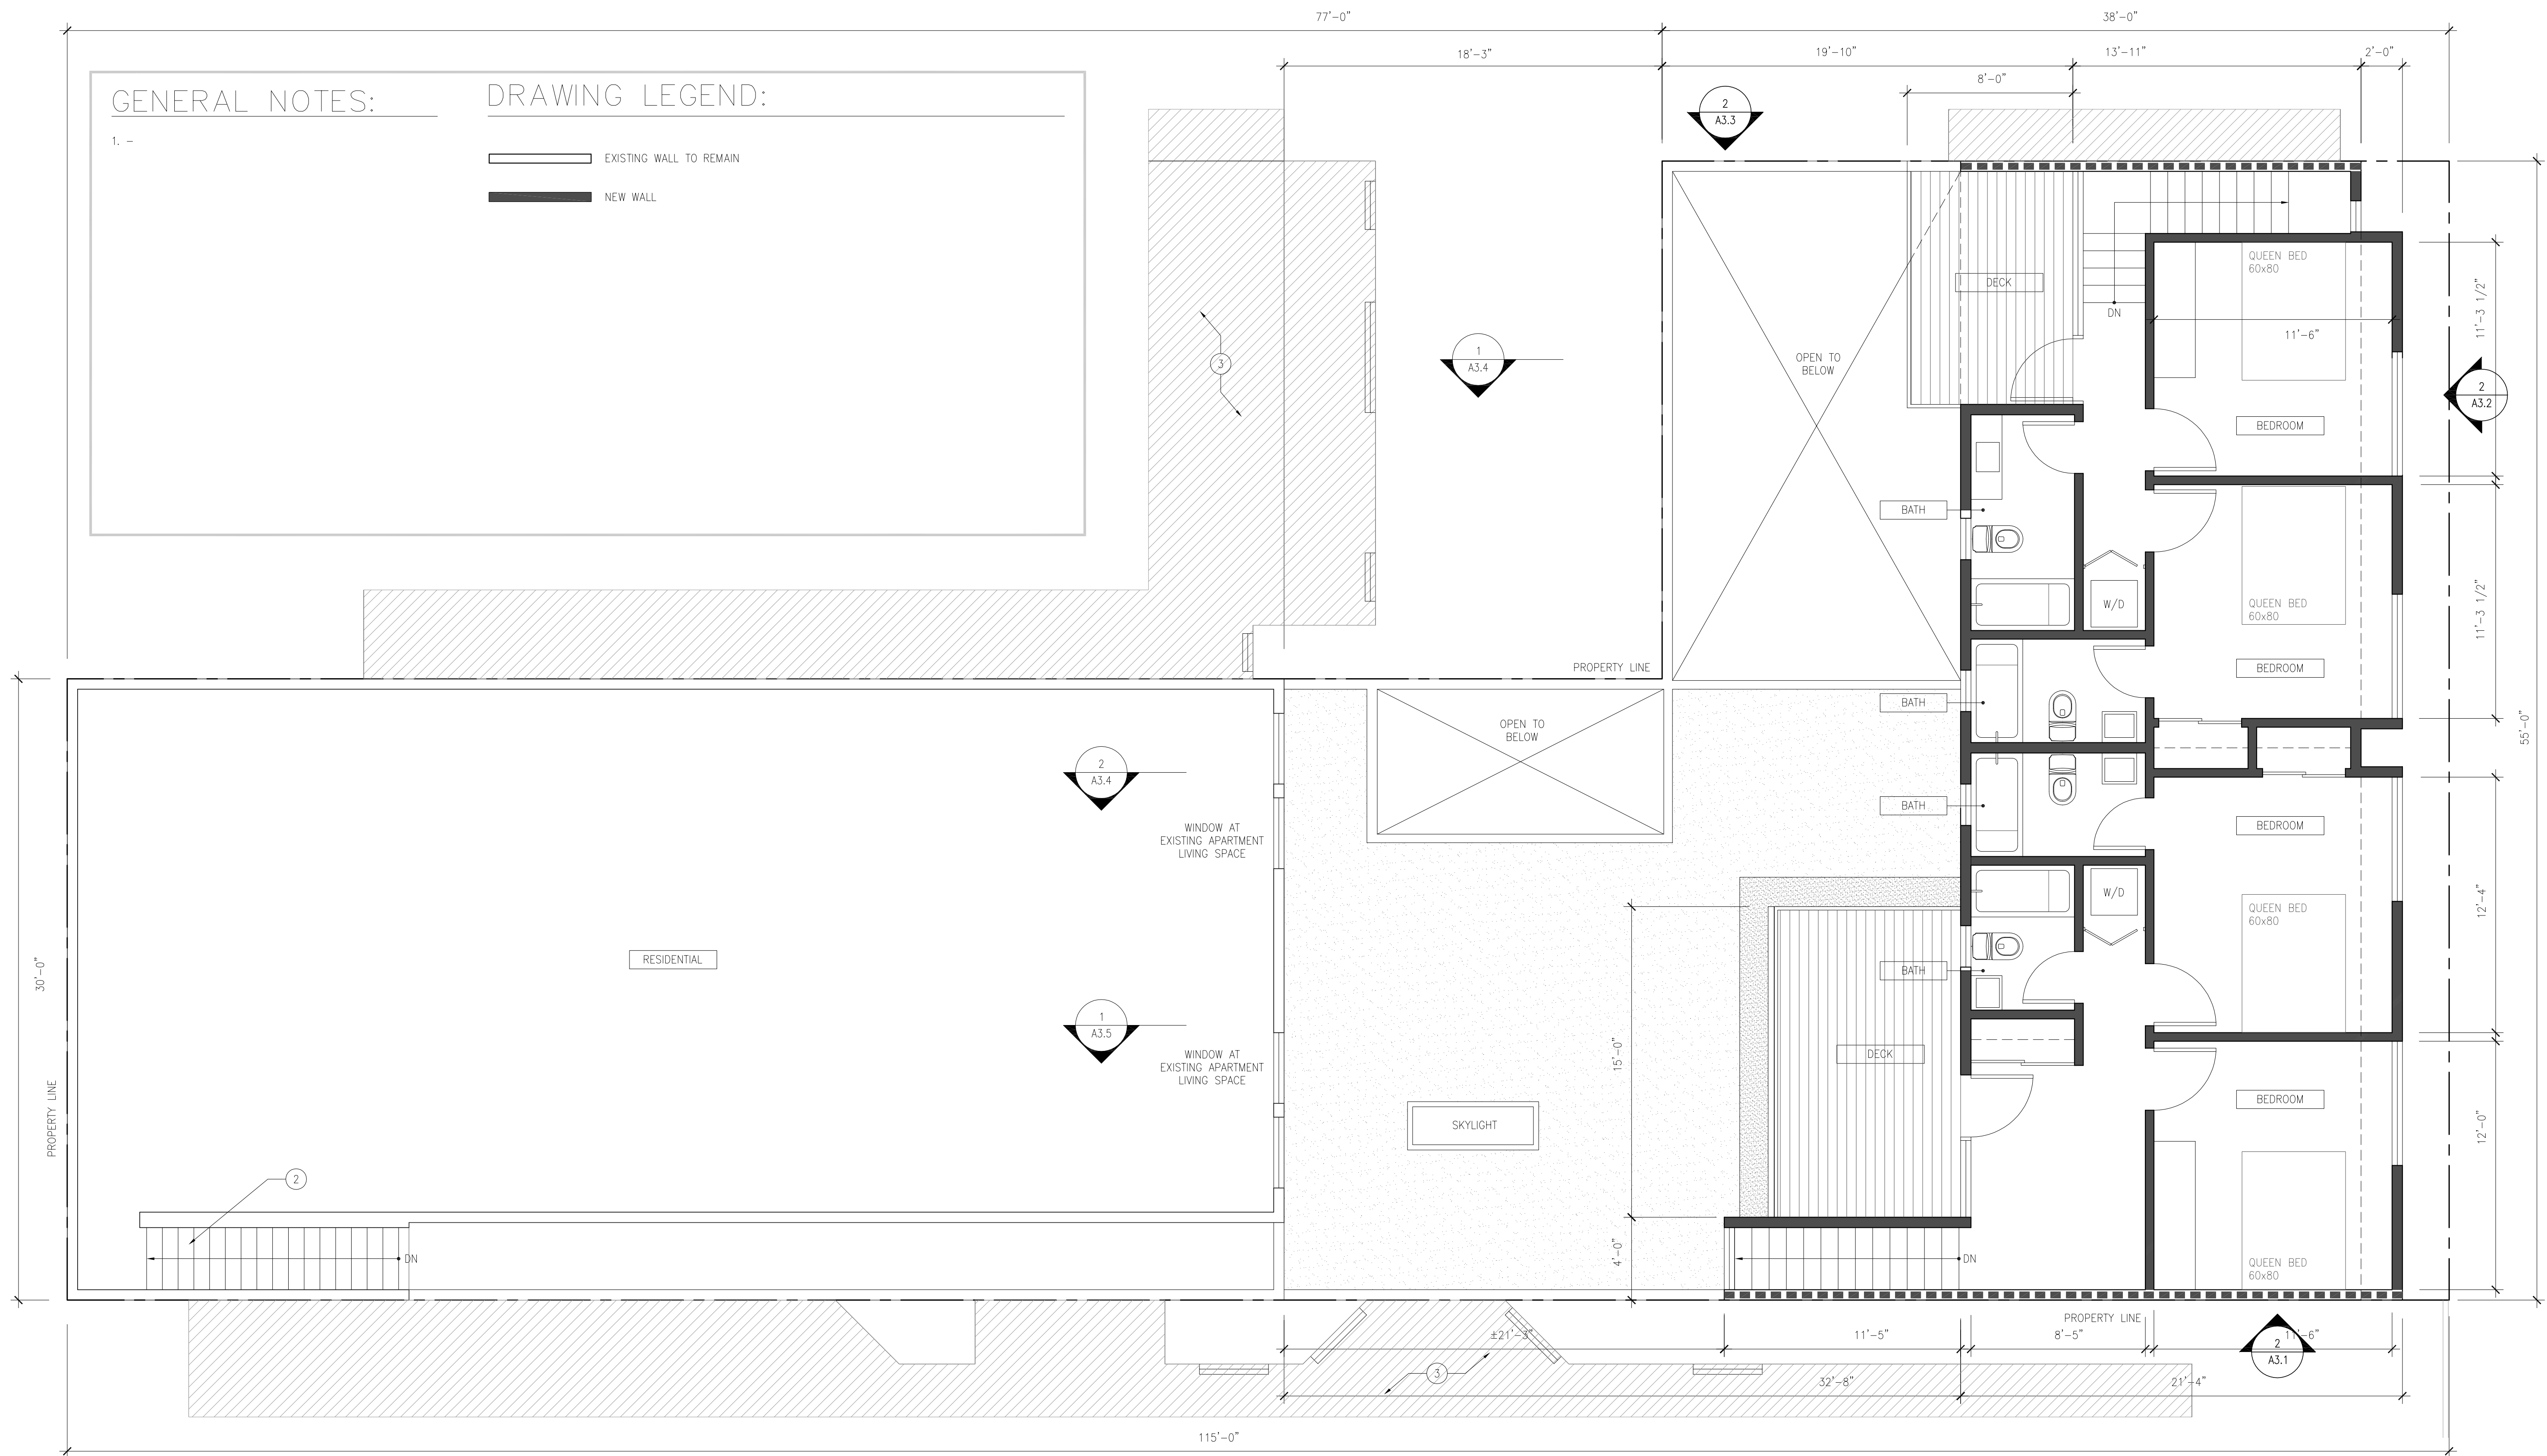 77'-0"
38'-0"
18'-3"
19'-10"
13'-11"
2'-0"
8'-0"
GENERAL NOTES:
1. -
DRAWING LEGEND:
EXISTING WALL TO REMAIN
NEW WALL
2
A3.3
3
1
A3.4
OPEN TO
BELOW
DECK
DN
QUEEN BED
60x80
11'-6"
11'-3 1/2"
BEDROOM
2
A3.2
BATH
W/D
QUEEN BED
60x80
11'-3 1/2"
BEDROOM
PROPERTY LINE
BATH
OPEN TO
BELOW
55'-0"
2
A3.4
WINDOW AT
EXISTING APARTMENT
LIVING SPACE
BATH
BEDROOM
W/D
QUEEN BED
60x80
12'-4"
RESIDENTIAL
30'-0"
BATH
1
A3.5
WINDOW AT
EXISTING APARTMENT
LIVING SPACE
15'-0"
DECK
BEDROOM
12'-0"
PROPERTY LINE
SKYLIGHT
2
DN
4'-0"
DN
QUEEN BED
60x80
PROPERTY LINE
±21'-3"
11'-5"
8'-5"
11'-6"
2
A3.1
3
32'-8"
21'-4"
115'-0"